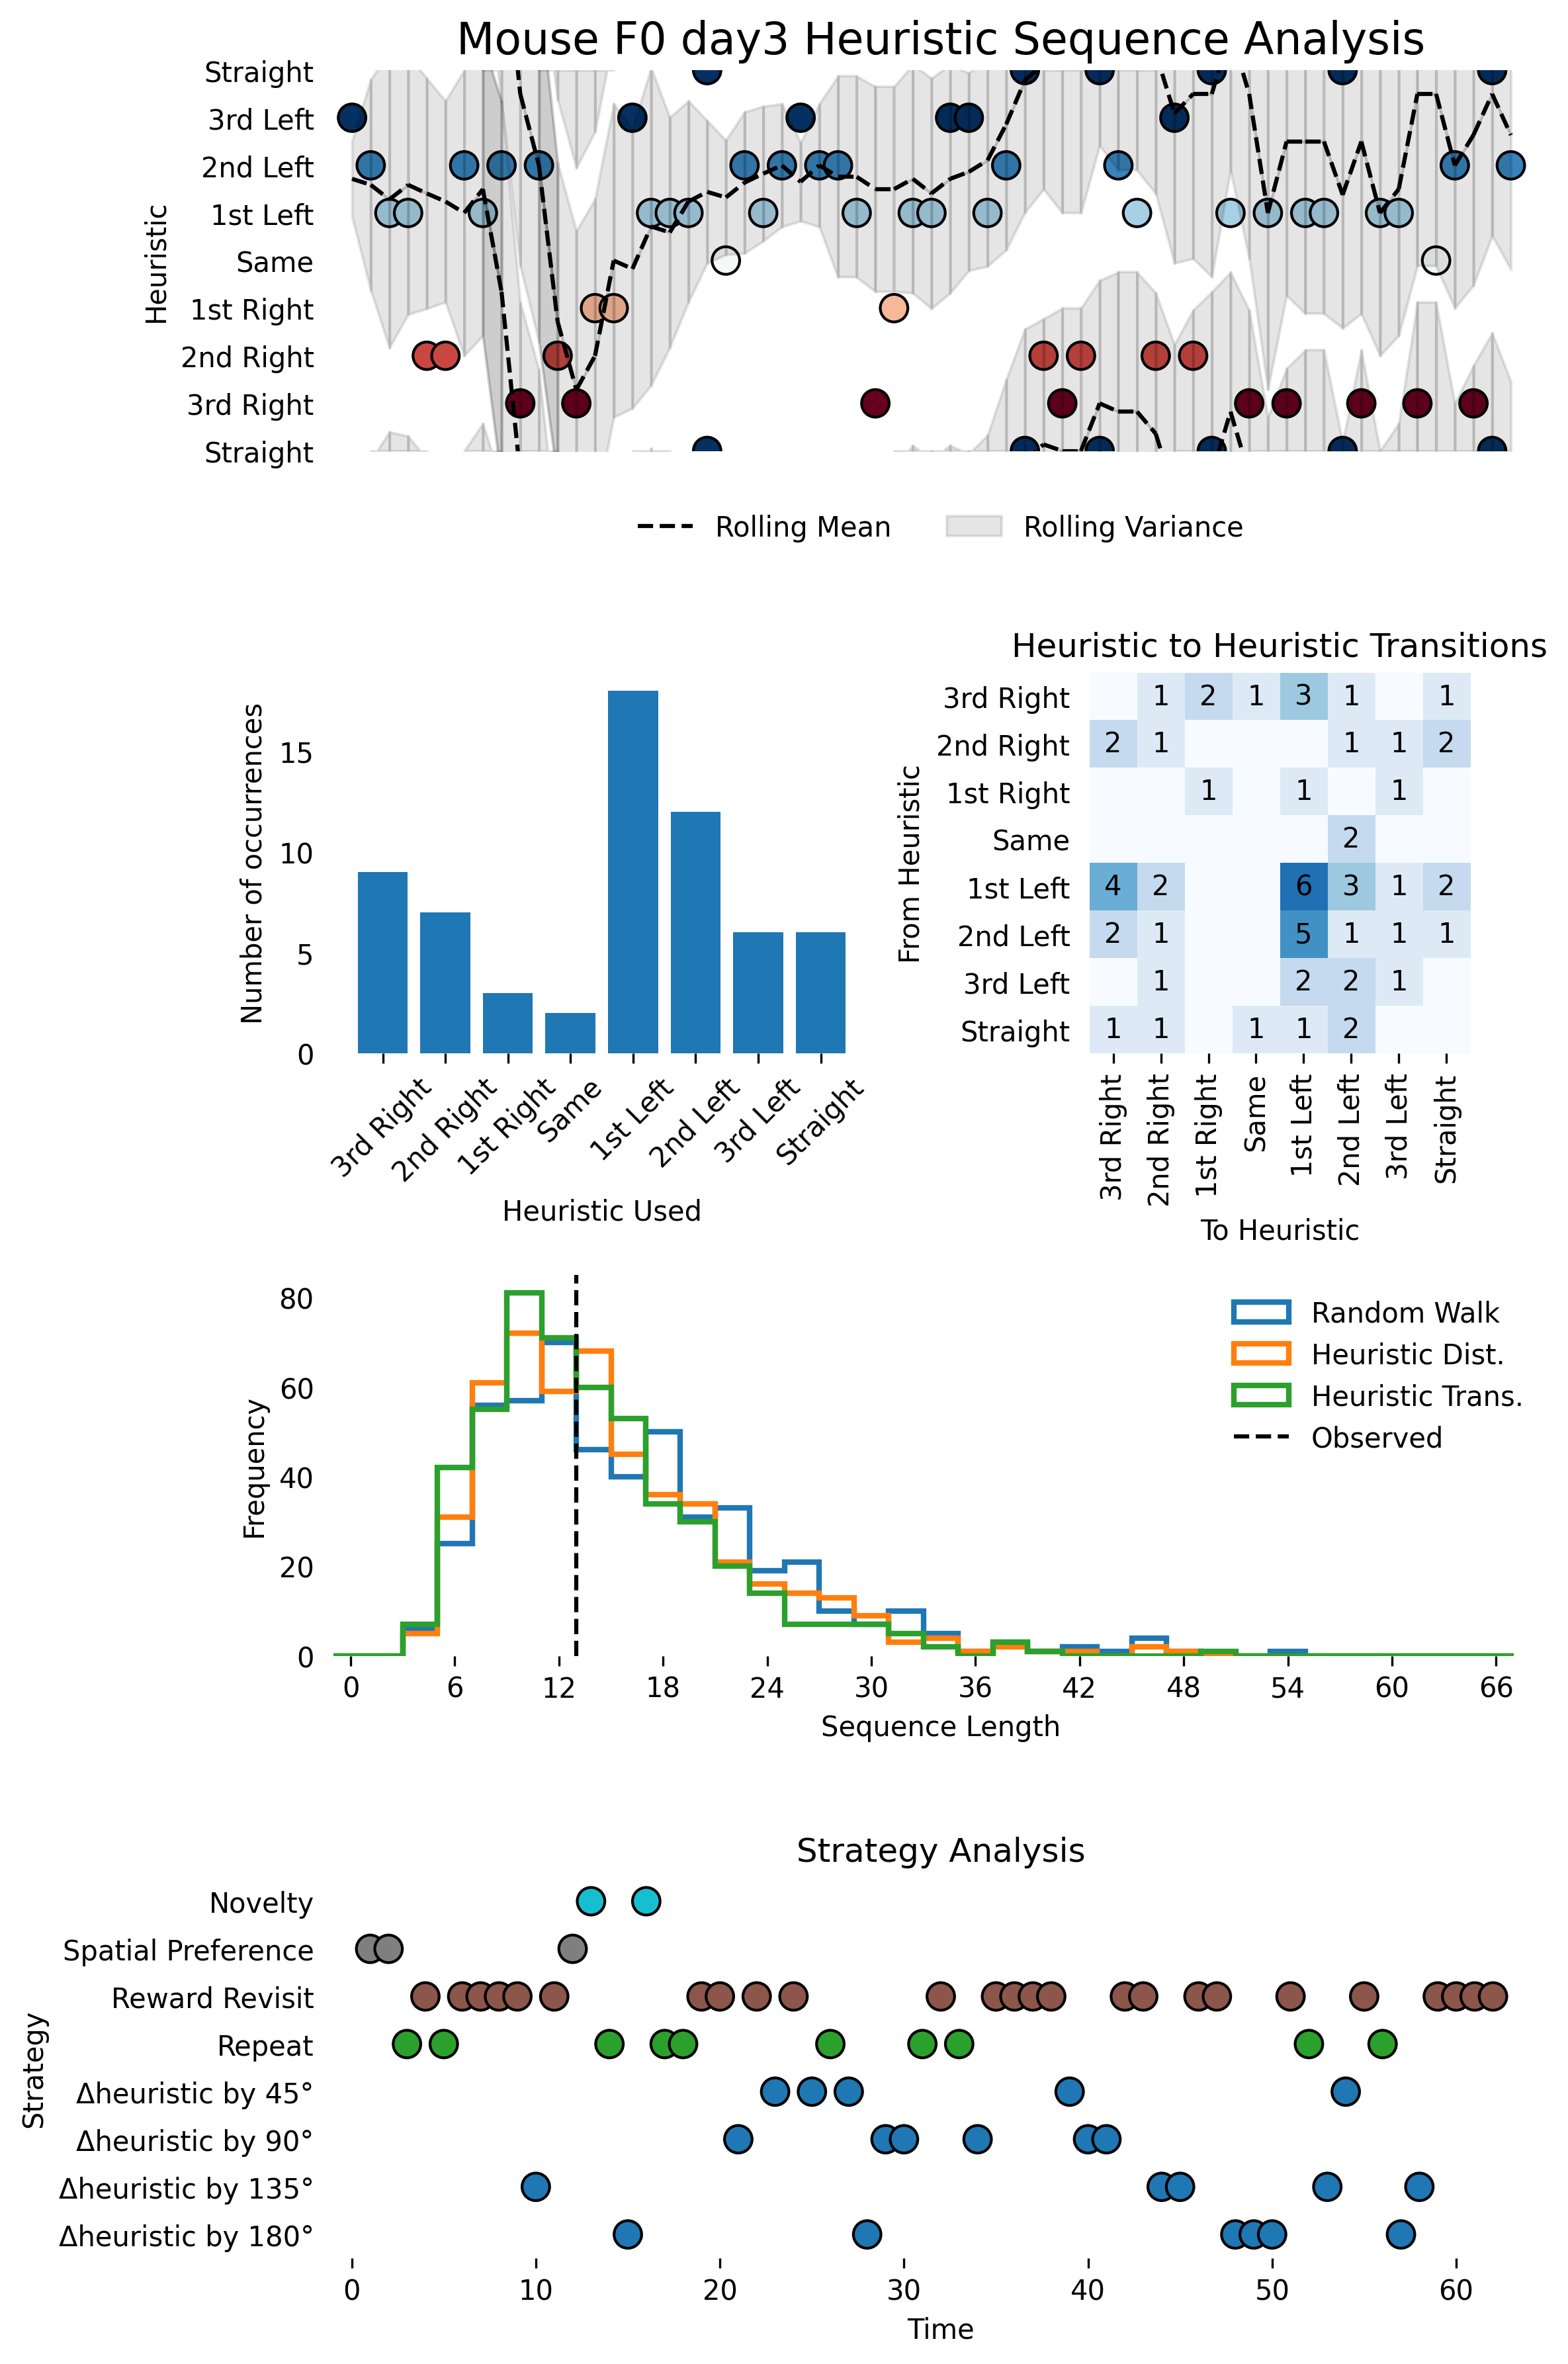 Mouse F0 day3 Heuristic Sequence Analysis
Heuristic
Straight
3rd Left
2nd Left
1st Left
Same
1st Right
2nd Right
3rd Right
Straight
Rolling Mean
Rolling Variance
Number of occurrences
15
10
5
0
3rd Right
2nd Right
1st Right
Same
1st Left
2nd Left
3rd Left
Straight
Heuristic Used
Heuristic to Heuristic Transitions
From Heuristic
3rd Right 1 2 1 3 1 1
2nd Right 2 1 1 1 2
1st Right 1 1 1
Same 2
1st Left 4 2 6 3 1 2
2nd Left 2 1 5 1 1 1
3rd Left 1 2 2 1
Straight 1 1 1 1 2
3rd Right
2nd Right
1st Right
Same
1st Left
2nd Left
3rd Left
Straight
To Heuristic
Frequency
80
60
40
20
0
0 6 12 18 24 30 36 42 48 54 60 66
Sequence Length
Random Walk
Heuristic Dist.
Heuristic Trans.
Observed
Strategy Analysis
Strategy
Novelty
Spatial Preference
Reward Revisit
Repeat
Δheuristic by 45°
Δheuristic by 90°
Δheuristic by 135°
Δheuristic by 180°
0 10 20 30 40 50 60
Time